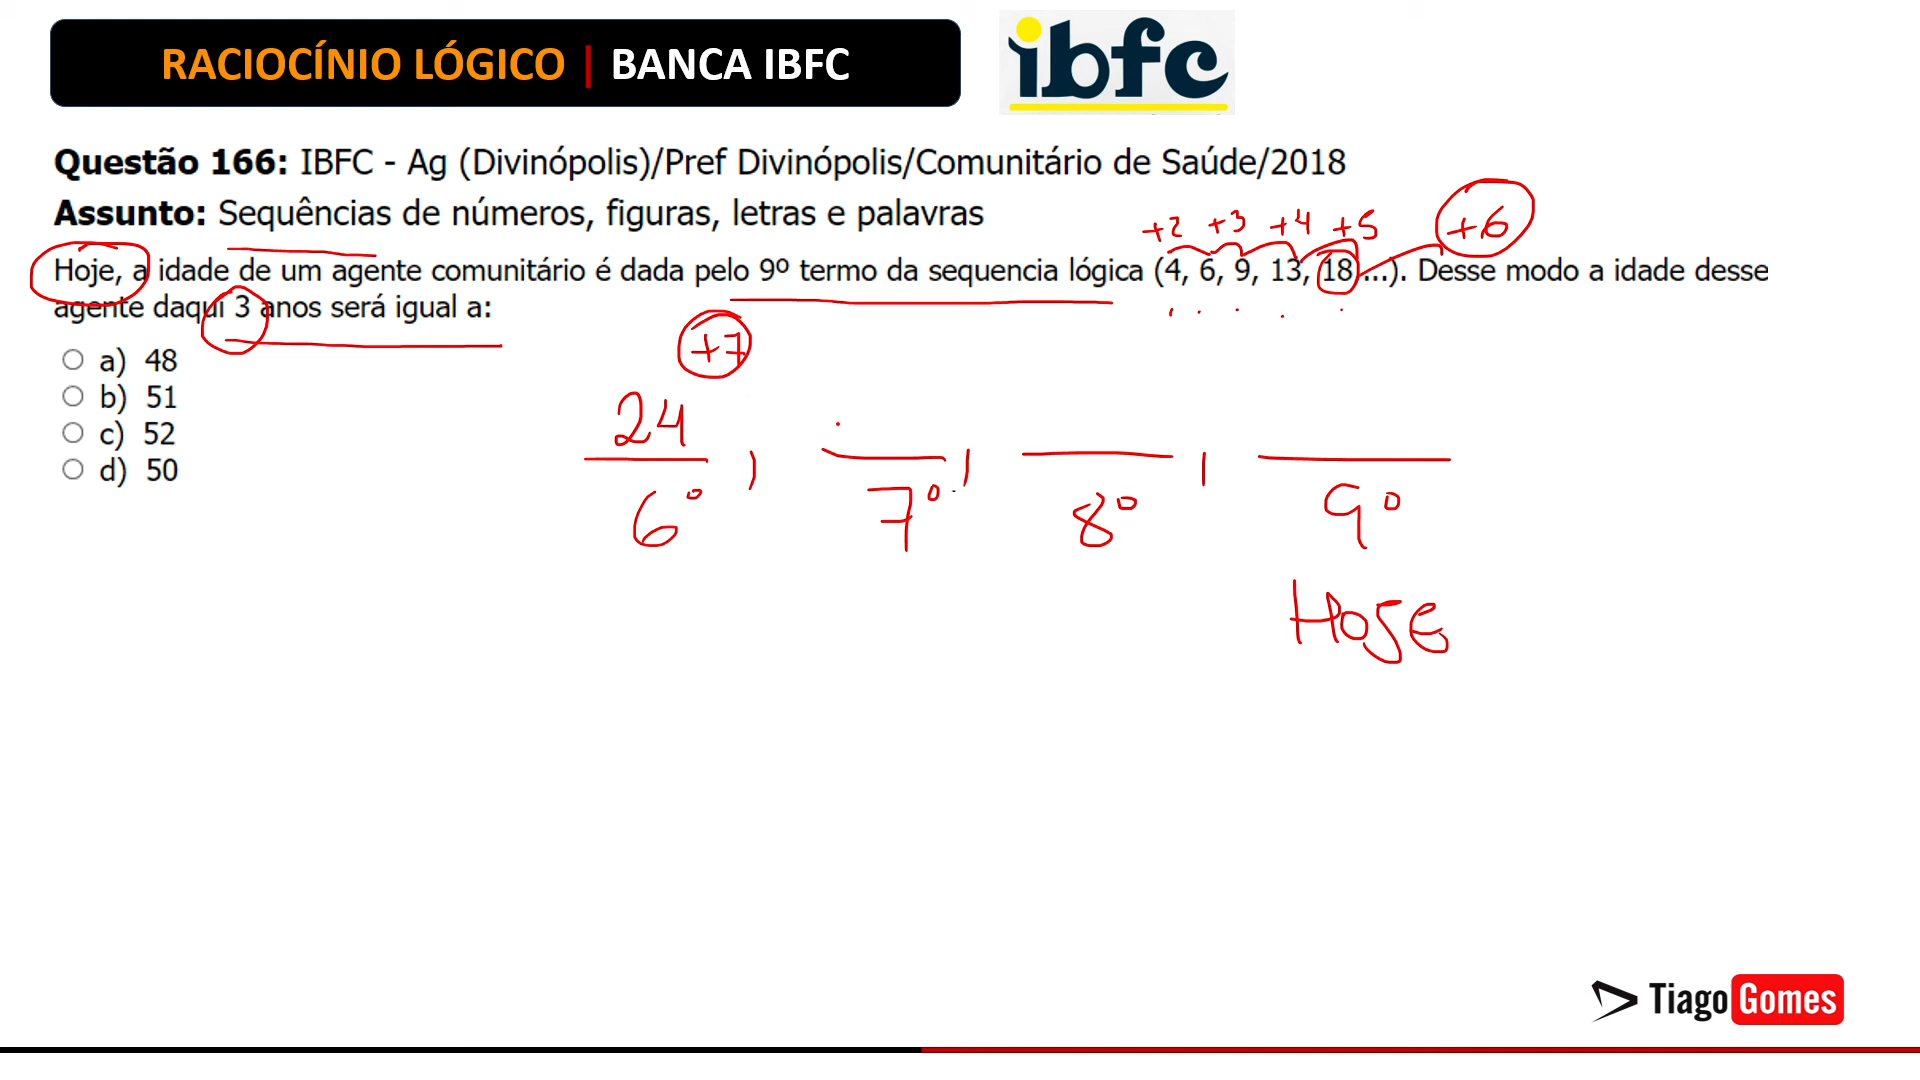 RACIOCÍNIO LÓGICO | BANCA IBFC
ibfc
Questão 166: IBFC - Ag (Divinópolis)/Pref Divinópolis/Comunitário de Saúde/2018
Assunto: Sequências de números, figuras, letras e palavras
+2 +3 +4 +5 +6
Hoje, a idade de um agente comunitário é dada pelo 9º termo da sequencia lógica (4, 6, 9, 13, 18 ...). Desse modo a idade desse
agente daqui 3 anos será igual a:
+7
a) 48
b) 51
c) 52
d) 50
24
6º , 7º , 8º , 9º
HOJE
Tiago Gomes